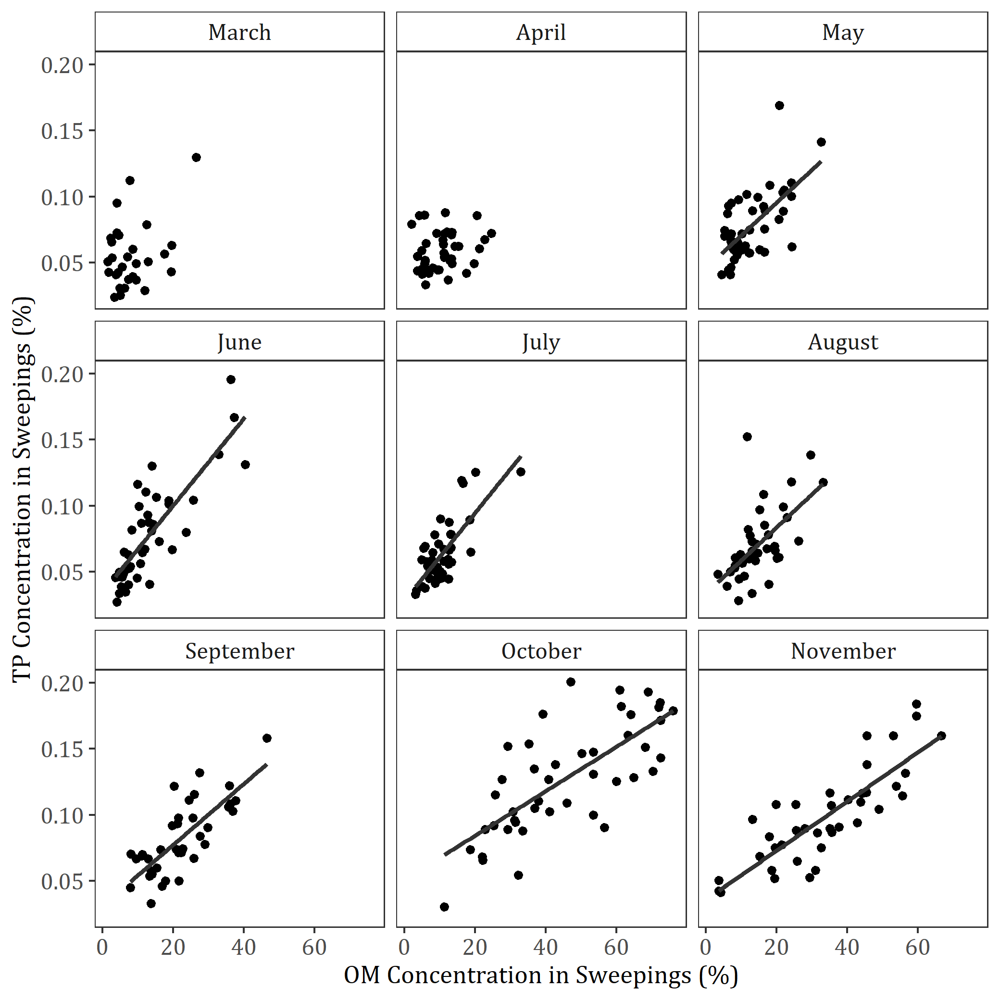 March
April
May
0.20
0.15
0.10
0.05
June
July
August
0.20
0.15
0.10
0.05
September
October
November
0.20
0.15
0.10
0.05
0 20 40 60
0 20 40 60
0 20 40 60
OM Concentration in Sweepings (%)
TP Concentration in Sweepings (%)